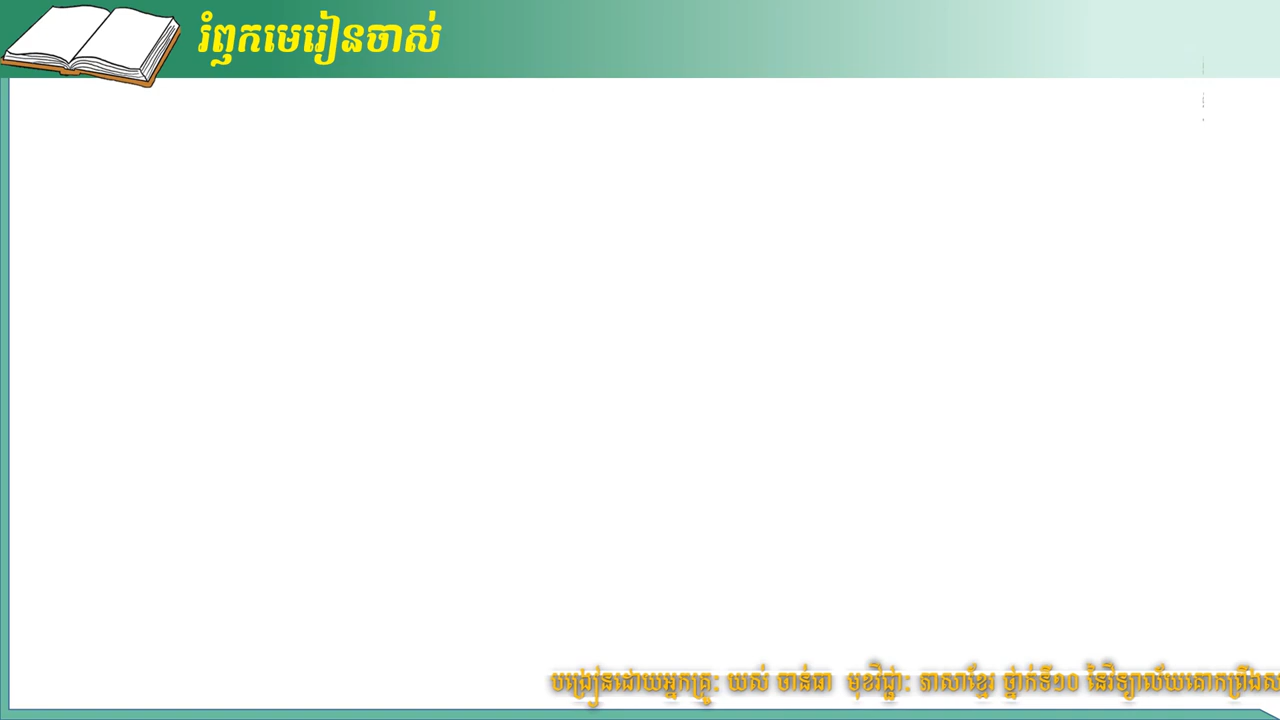 រំឭកមេរៀនចាស់
បង្រៀនដោយអ្នកគ្រូ: យស់ ចាន់ធា មុខវិជ្ជា: ភាសាខ្មែរ ថ្នាក់ទី១០ នៃវិទ្យាល័យគោកព្រីង